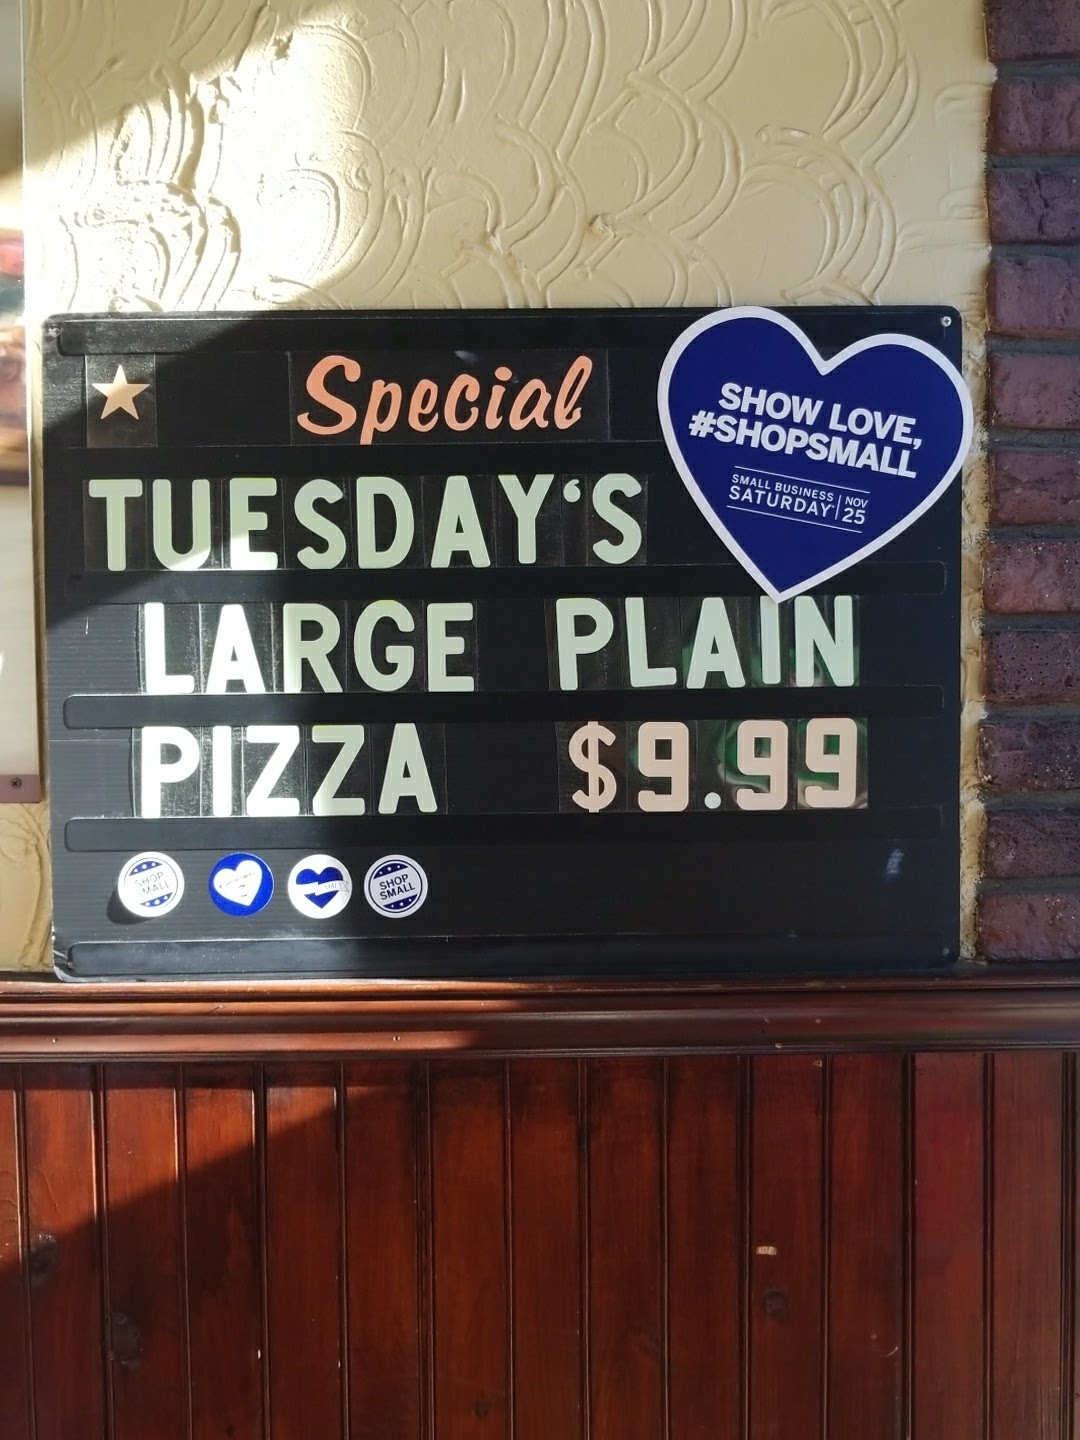 Special
TUESDAY‘S
LARGE PLAIN
PIZZA $9.99
SHOW LOVE,
#SHOPSMALL
SMALL BUSINESS
SATURDAY
NOV
25
SHOP
SMALL
SHOP
SMALL